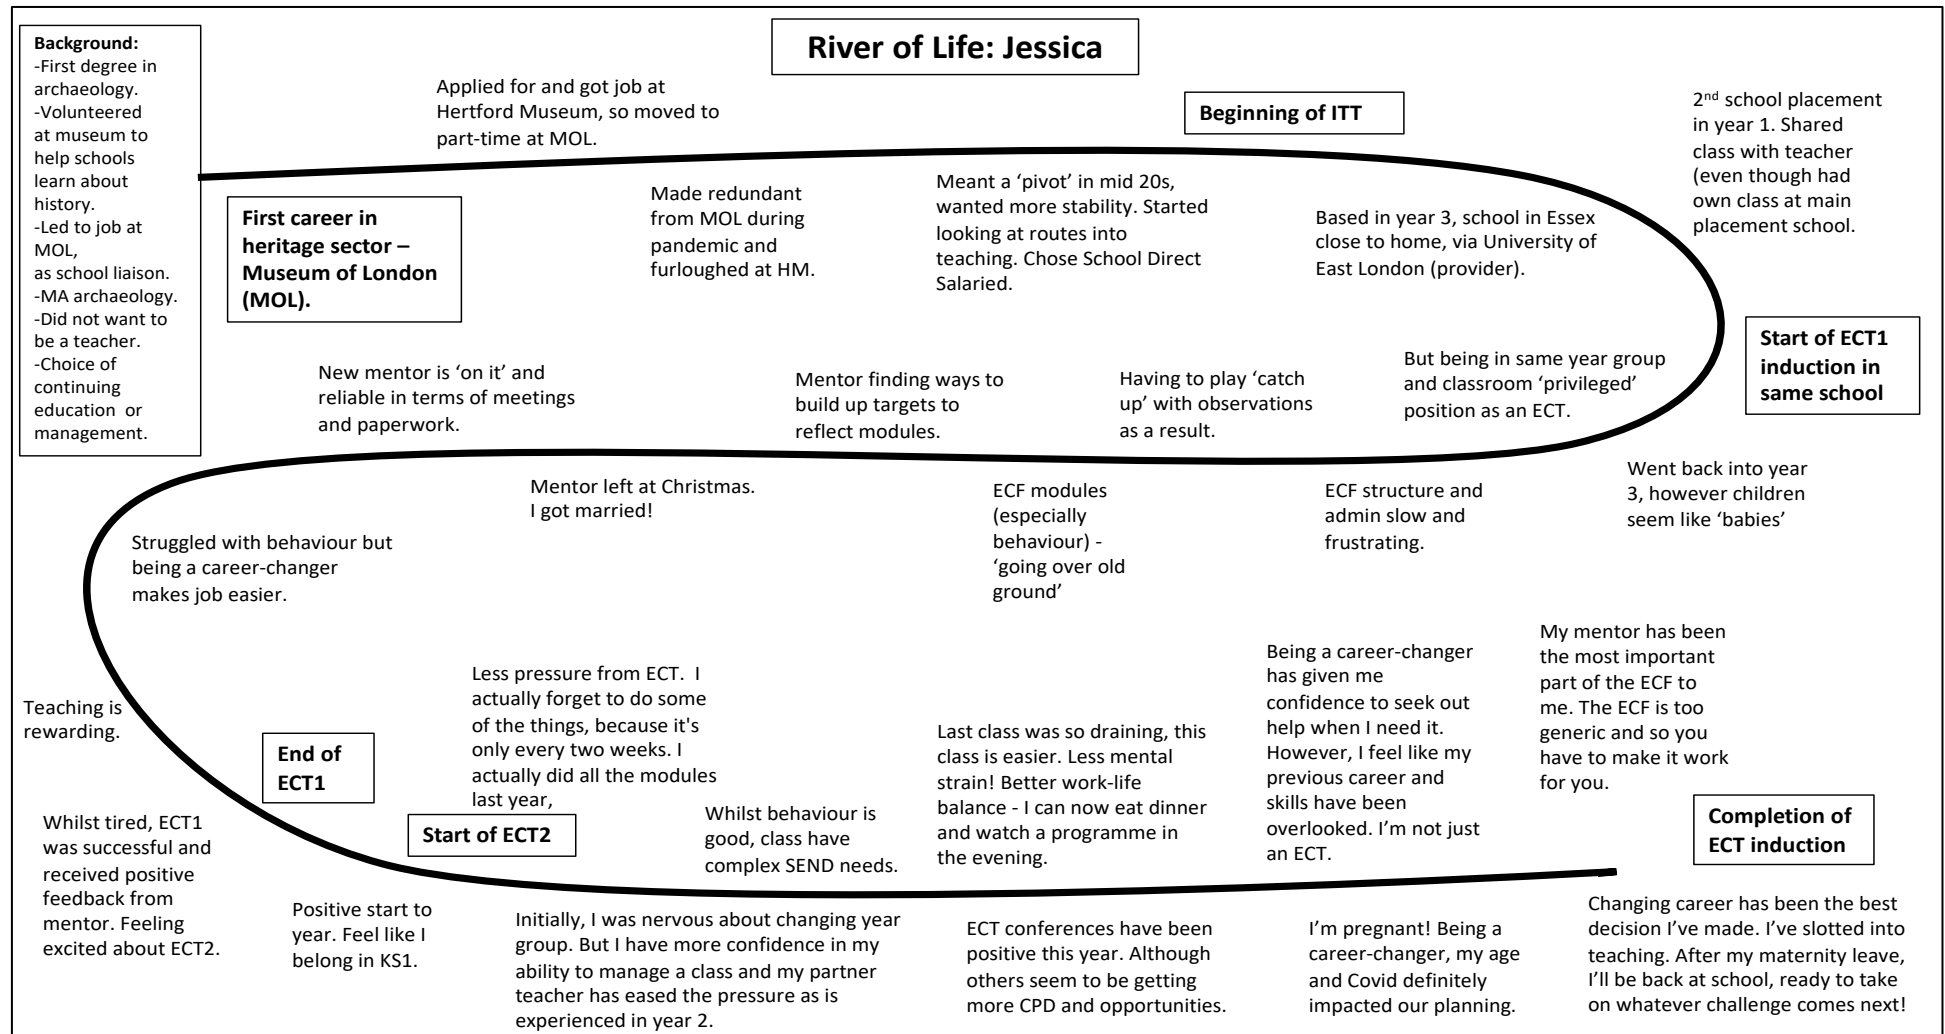 River of Life: Jessica
Background:
-First degree in
archaeology.
-Volunteered
at museum to
help schools
learn about
history.
-Led to job at
MOL,
as school liaison.
-MA archaeology.
-Did not want to
be a teacher.
-Choice of
continuing
education or
management.
First career in
heritage sector –
Museum of London
(MOL).
Applied for and got job at
Hertford Museum, so moved to
part-time at MOL.
Made redundant
from MOL during
pandemic and
furloughed at HM.
Meant a ‘pivot’ in mid 20s,
wanted more stability. Started
looking at routes into
teaching. Chose School Direct
Salaried.
Beginning of ITT
Based in year 3, school in Essex
close to home, via University of
East London (provider).
2nd school placement
in year 1. Shared
class with teacher
(even though had
own class at main
placement school.
Start of ECT1
induction in
same school
Went back into year
3, however children
seem like ‘babies’
But being in same year group
and classroom ‘privileged’
position as an ECT.
ECF structure and
admin slow and
frustrating.
Having to play ‘catch
up’ with observations
as a result.
ECF modules
(especially
behaviour) -
‘going over old
ground’
Mentor finding ways to
build up targets to
reflect modules.
Mentor left at Christmas.
I got married!
New mentor is ‘on it’ and
reliable in terms of meetings
and paperwork.
Struggled with behaviour but
being a career-changer
makes job easier.
Teaching is
rewarding.
End of
ECT1
Whilst tired, ECT1
was successful and
received positive
feedback from
mentor. Feeling
excited about ECT2.
Start of ECT2
Positive start to
year. Feel like I
belong in KS1.
Less pressure from ECT. I
actually forget to do some
of the things, because it's
only every two weeks. I
actually did all the modules
last year,
Initially, I was nervous about changing year
group. But I have more confidence in my
ability to manage a class and my partner
teacher has eased the pressure as is
experienced in year 2.
Whilst behaviour is
good, class have
complex SEND needs.
Last class was so draining, this
class is easier. Less mental
strain! Better work-life
balance - I can now eat dinner
and watch a programme in
the evening.
ECT conferences have been
positive this year. Although
others seem to be getting
more CPD and opportunities.
Being a career-changer
has given me
confidence to seek out
help when I need it.
However, I feel like my
previous career and
skills have been
overlooked. I’m not just
an ECT.
I’m pregnant! Being a
career-changer, my age
and Covid definitely
impacted our planning.
My mentor has been
the most important
part of the ECF to
me. The ECF is too
generic and so you
have to make it work
for you.
Completion of
ECT induction
Changing career has been the best
decision I’ve made. I’ve slotted into
teaching. After my maternity leave,
I’ll be back at school, ready to take
on whatever challenge comes next!